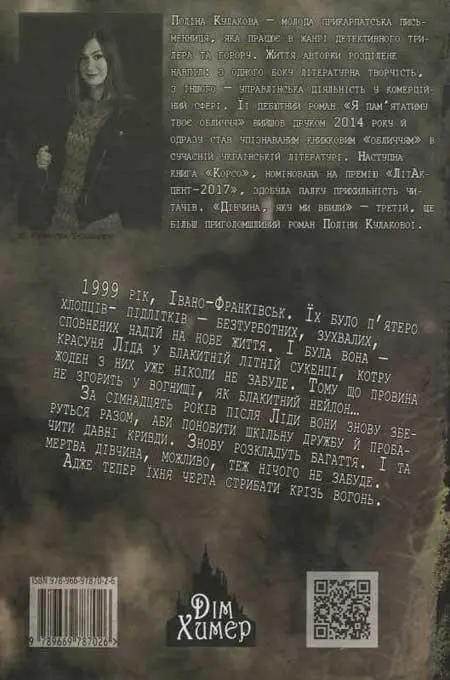 Поліна Кулакова — молода прикарпатська пись-
менниця, яка працює в жанрі детективного три-
лера та горору. Життя авторки розділене
навпіл: з одного боку літературна творчість,
з іншого — управлінська діяльність у комерцій-
ній сфері. Її дебютний роман «Я пам'ятатиму
твоє обличчя» вийшов друком 2014 року й
одразу став упізнаваним книжковим «обличчям» в
сучасній українській літературі. Наступна
книга «Корсо», номінована на премію «ЛітАк-
цент-2017», здобула палку прихильність чи-
тачів. «Дівчина, яку ми вбили» — третій, ще
більш приголомшливий роман Поліни Кулакової.
1999 рік, Івано-Франківськ. Їх було п'ятеро
хлопців-підлітків — безтурботних, зухвалих,
сповнених надій на нове життя. І була вона —
красуня Ліда у блакитній літній сукенці, котру
жоден з них уже ніколи не забуде. Тому що провина
не згорить у вогнищі, як блакитний нейлон…
За сімнадцять років після Ліди вони знову збе-
руться разом, аби поновити шкільну дружбу й проба-
чити давні кривди. Знову розкладуть багаття. І та
мертва дівчина, можливо, теж нічого не забуде.
Адже тепер їхня черга стрибати крізь вогонь.
ISBN 978-966-97870-2-6
9 789669 787026 >
Дім
Химер